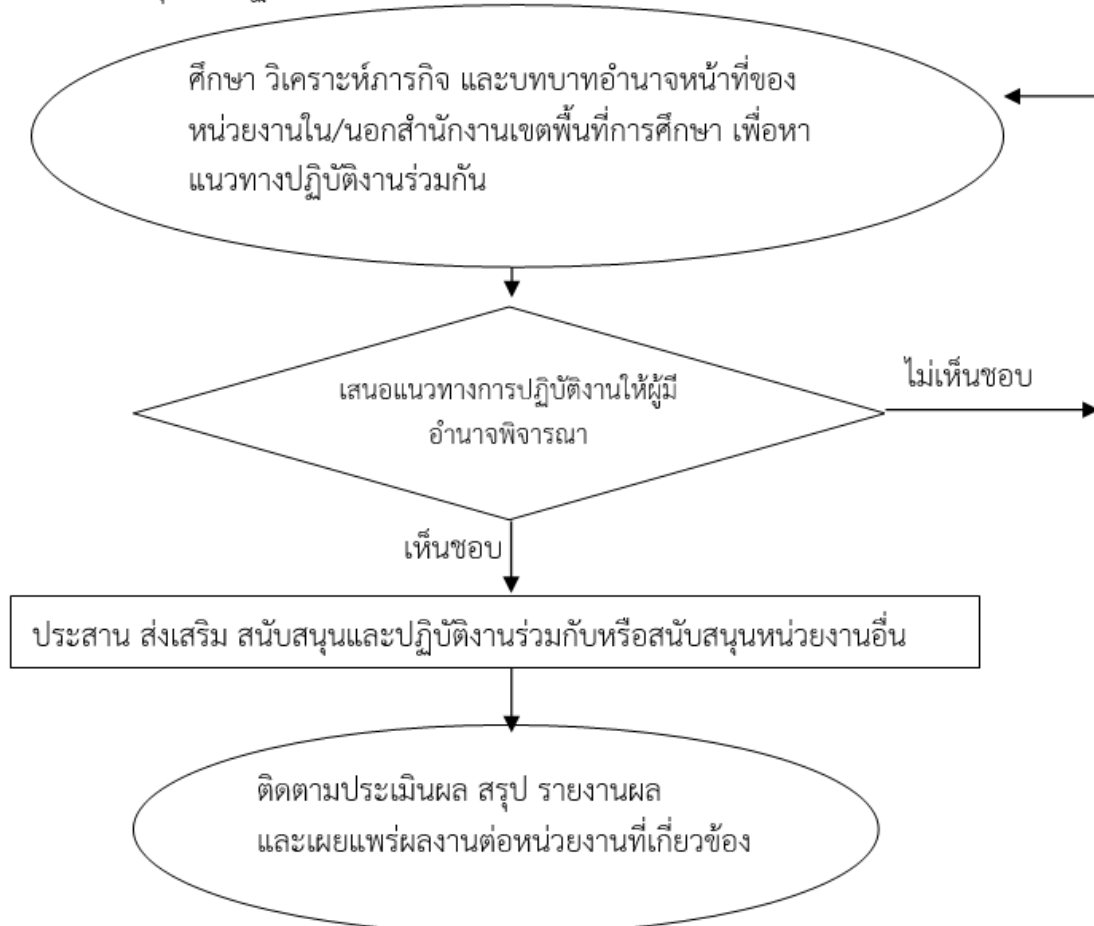 ศึกษา วิเคราะห์ภารกิจ และบทบาทอำนาจหน้าที่ของ
หน่วยงานใน/นอกสำนักงานเขตพื้นที่การศึกษา เพื่อหา
แนวทางปฏิบัติงานร่วมกัน
เสนอแนวทางการปฏิบัติงานให้ผู้มี
อำนาจพิจารณา
ไม่เห็นชอบ
เห็นชอบ
ประสาน ส่งเสริม สนับสนุนและปฏิบัติงานร่วมกับหรือสนับสนุนหน่วยงานอื่น
ติดตามประเมินผล สรุป รายงานผล
และเผยแพร่ผลงานต่อหน่วยงานที่เกี่ยวข้อง